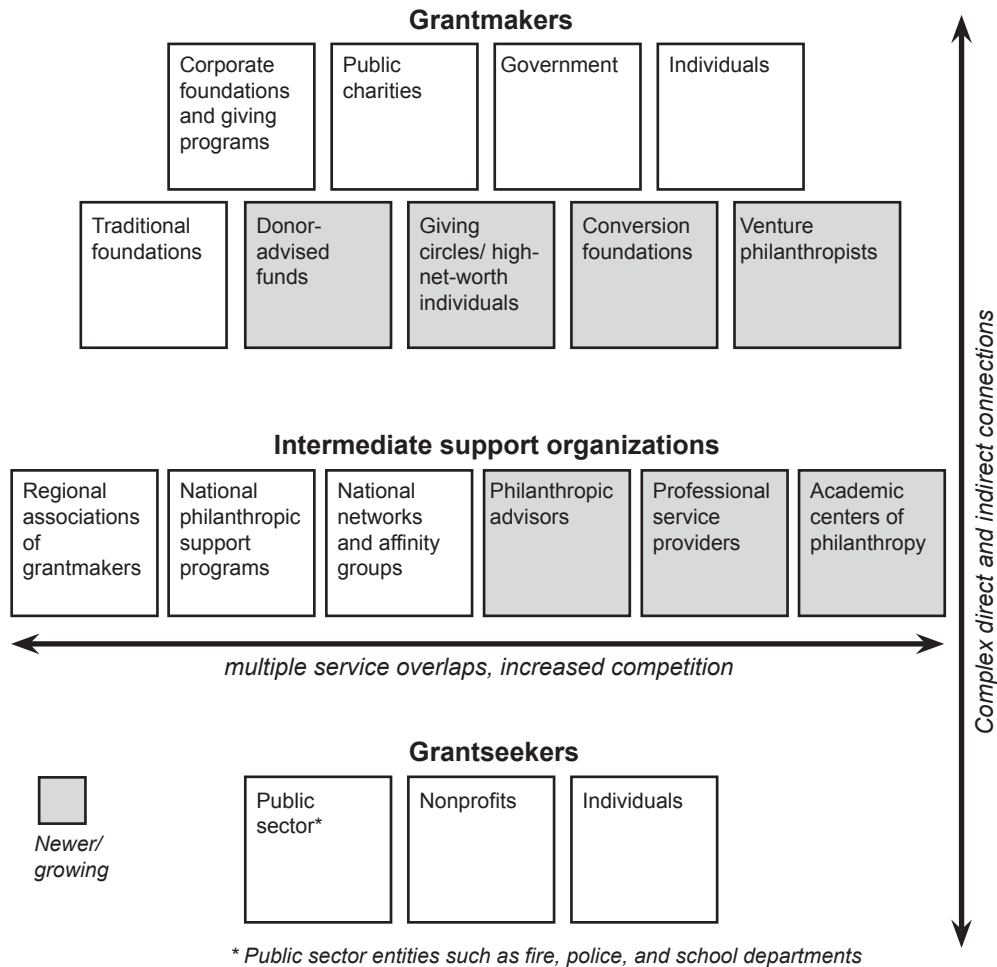 Grantmakers
Corporate
foundations
and giving
programs
Public
charities
Government
Individuals
Traditional
foundations
Donor-
advised
funds
Giving
circles/ high-
net-worth
individuals
Conversion
foundations
Venture
philanthropists
Intermediate support organizations
Regional
associations
of
grantmakers
National
philanthropic
support
programs
National
networks
and affinity
groups
Philanthropic
advisors
Professional
service
providers
Academic
centers of
philanthropy
multiple service overlaps, increased competition
Complex direct and indirect connections
Grantseekers
Public
sector*
Nonprofits
Individuals
Newer/
growing
* Public sector entities such as fire, police, and school departments